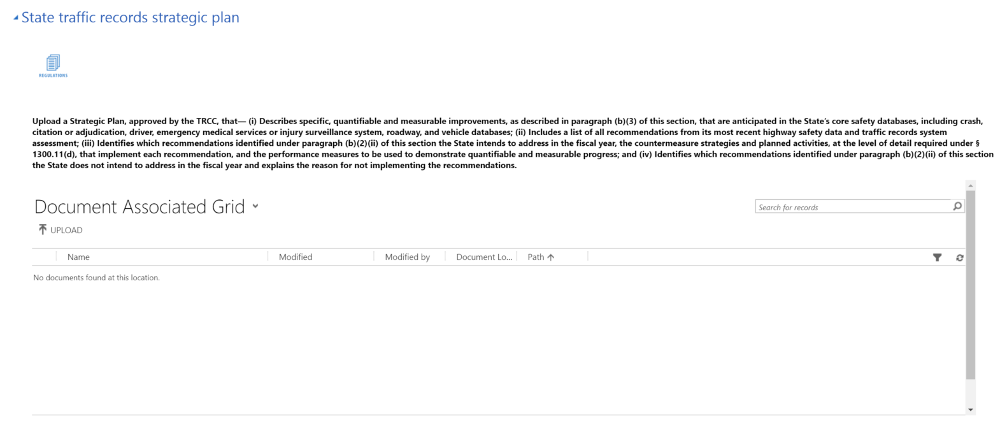 State traffic records strategic plan
REGULATIONS
Upload a Strategic Plan, approved by the TRCC, that— (i) Describes specific, quantifiable and measurable improvements, as described in paragraph (b)(3) of this section, that are anticipated in the State's core safety databases, including crash,
citation or adjudication, driver, emergency medical services or injury surveillance system, roadway, and vehicle databases; (ii) Includes a list of all recommendations from its most recent highway safety data and traffic records system
assessment; (iii) Identifies which recommendations identified under paragraph (b)(2)(ii) of this section the State intends to address in the fiscal year, the countermeasure strategies and planned activities, at the level of detail required under §
1300.11(d), that implement each recommendation, and the performance measures to be used to demonstrate quantifiable and measurable progress; and (iv) Identifies which recommendations identified under paragraph (b)(2)(ii) of this section
the State does not intend to address in the fiscal year and explains the reason for not implementing the recommendations.
Document Associated Grid
Search for records
UPLOAD
Name Modified Modified by Document Lo... Path
No documents found at this location.